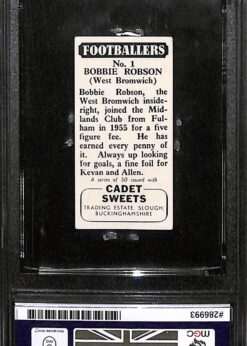 FOOTBALLERS
No. 1
BOBBIE ROBSON
(West Bromwich)
Bobbie Robson, the
West Bromwich inside-
right, joined the Mid-
lands Club from Ful-
ham in 1955 for a five
figure fee. He has
earned every penny of
it. Always up looking
for goals, a fine foil for
Kevan and Allen.
A series of 50 issued with
CADET
SWEETS
TRADING ESTATE, SLOUGH,
BUCKINGHAMSHIRE
#286993
MGC